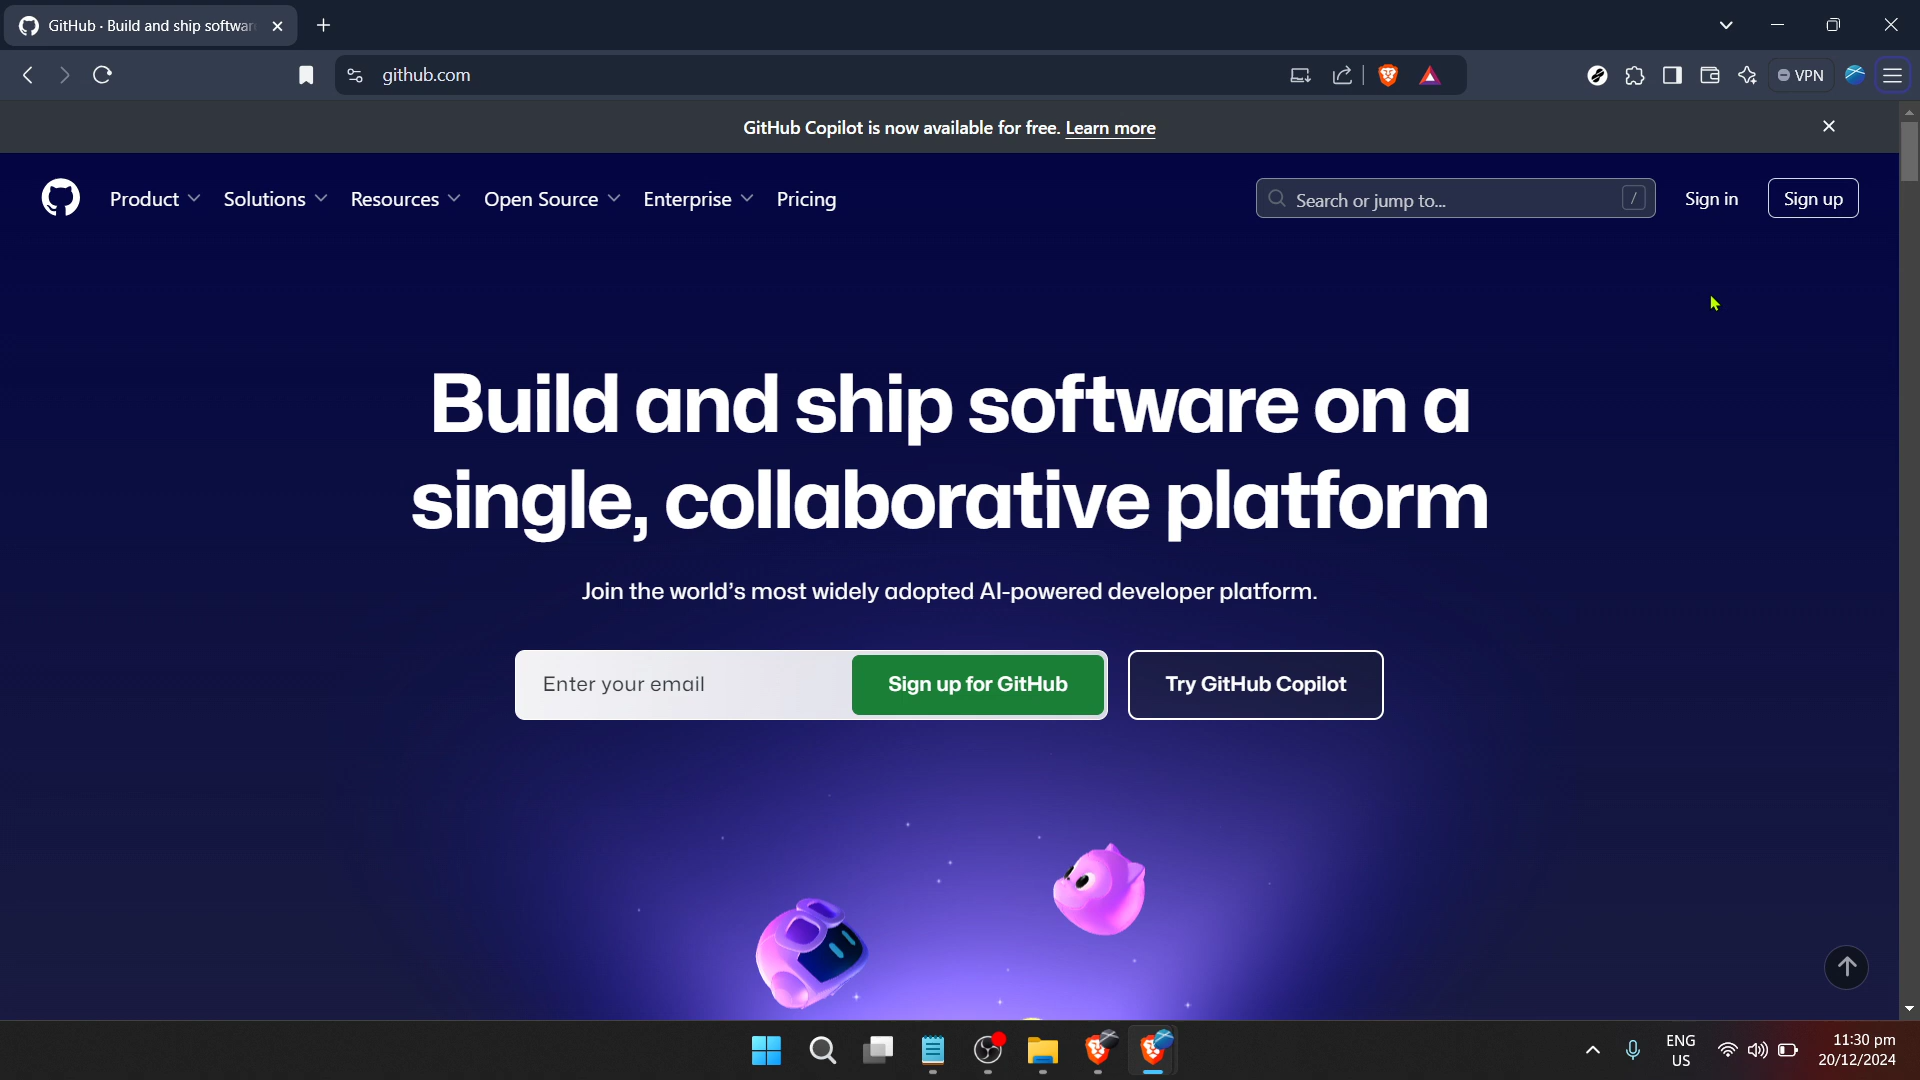 GitHub · Build and ship softwar
github.com
VPN
GitHub Copilot is now available for free. Learn more
Product Solutions Resources Open Source Enterprise Pricing
Search or jump to... /
Sign in
Sign up
Build and ship software on a
single, collaborative platform
Join the world’s most widely adopted AI-powered developer platform.
Enter your email
Sign up for GitHub
Try GitHub Copilot
ENG
US
11:30 pm
20/12/2024